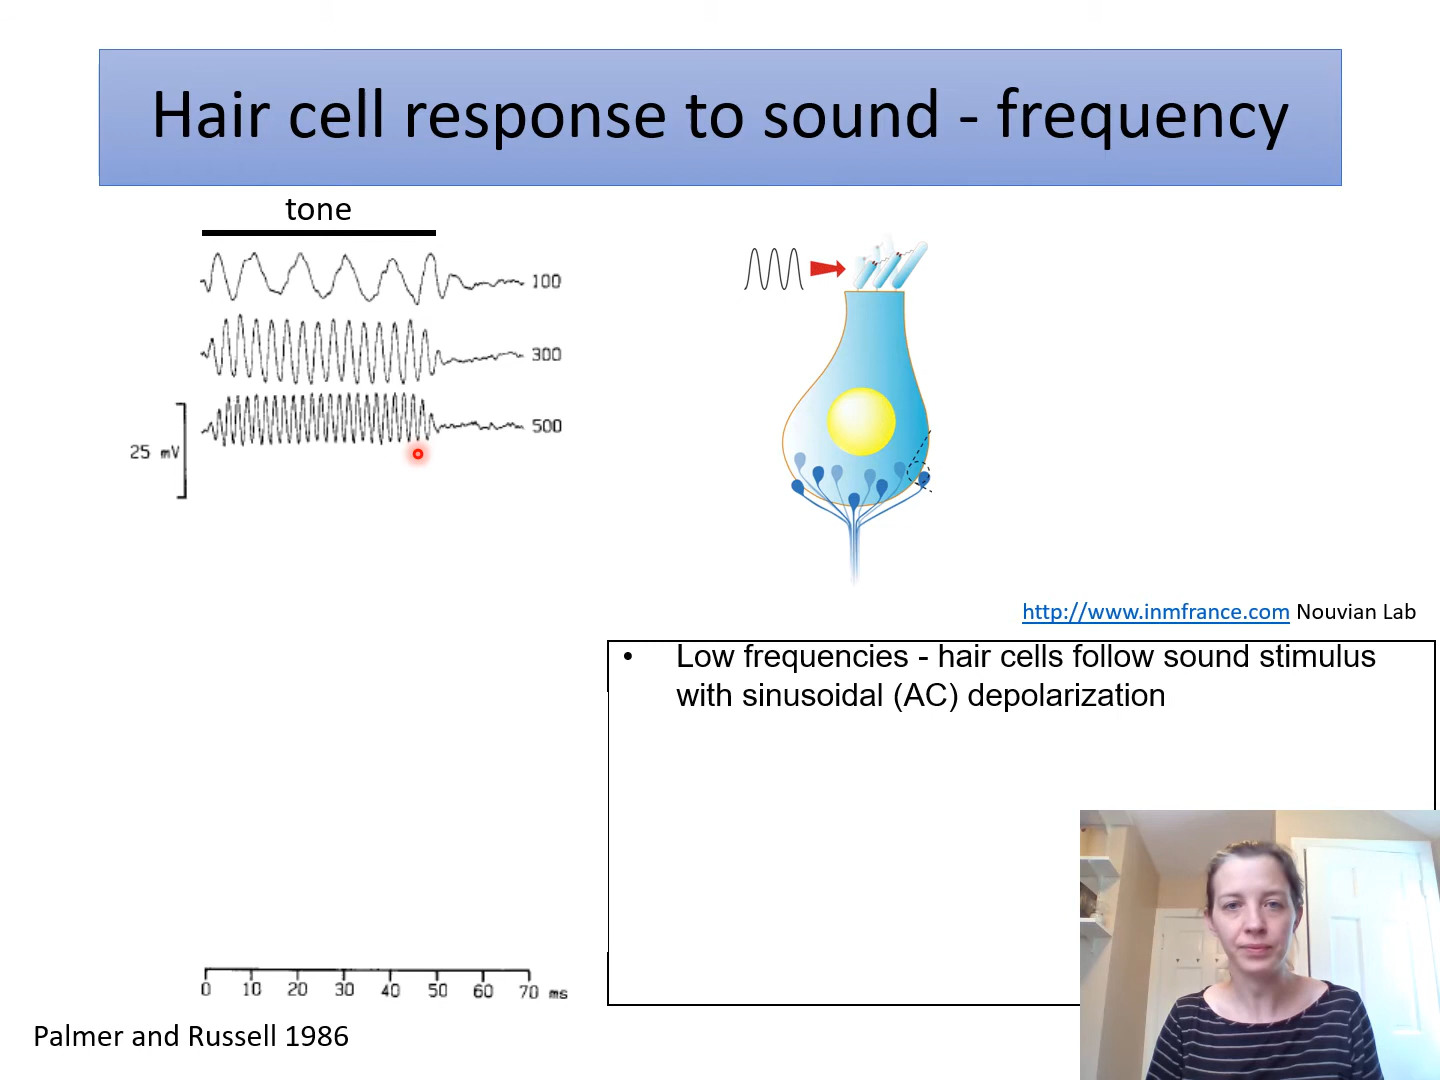 Hair cell response to sound - frequency
tone
100
300
500
25 mV
http://www.inmfrance.com Nouvian Lab
• Low frequencies - hair cells follow sound stimulus
with sinusoidal (AC) depolarization
0 10 20 30 40 50 60 70 ms
Palmer and Russell 1986